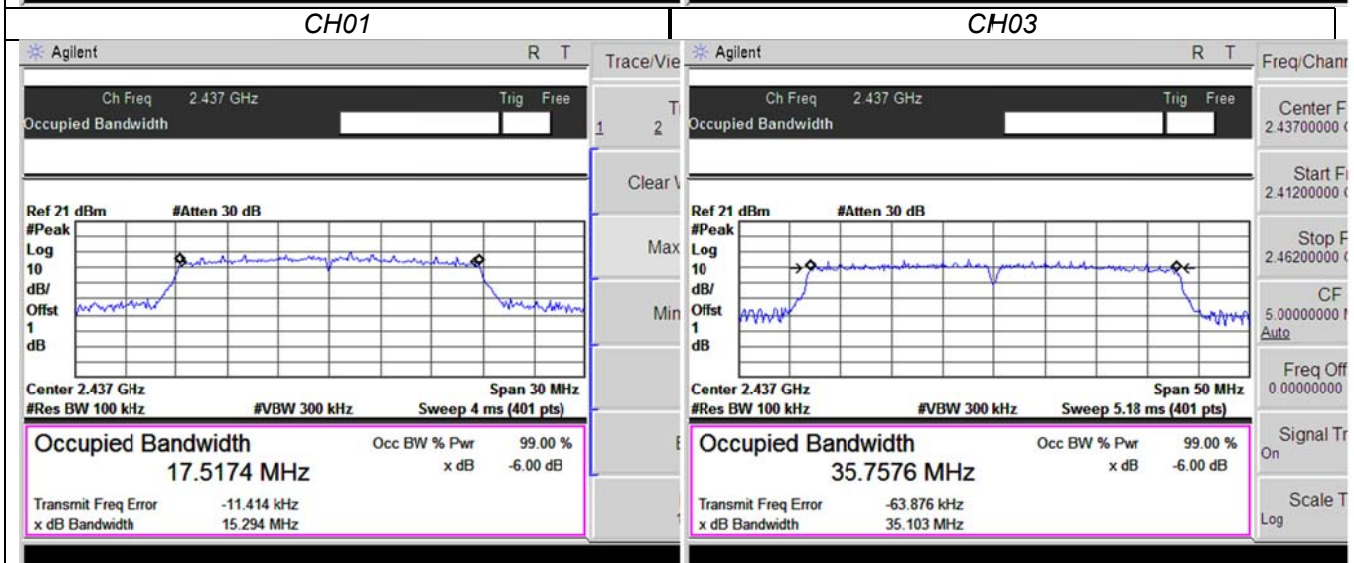 CH01
CH03
Agilent R T
Trace/Vie
Ch Freq 2.437 GHz Trig Free
Occupied Bandwidth
1 2
Clear
Max
Min
Ref 21 dBm #Atten 30 dB
#Peak
Log
10
dB/
Offst
1
dB
Center 2.437 GHz Span 30 MHz
#Res BW 100 kHz #VBW 300 kHz Sweep 4 ms (401 pts)
Occupied Bandwidth Occ BW % Pwr 99.00 %
17.5174 MHz x dB -6.00 dB
Transmit Freq Error -11.414 kHz
x dB Bandwidth 15.294 MHz
Agilent R T
Freq/Chann
Ch Freq 2.437 GHz Trig Free
Occupied Bandwidth
Center F
2.43700000
Start Fr
2.41200000
Stop F
2.46200000
CF
5.00000000
Auto
Freq Off
0.00000000
Signal Tr
On
Scale T
Log
Ref 21 dBm #Atten 30 dB
#Peak
Log
10
dB/
Offst
1
dB
Center 2.437 GHz Span 50 MHz
#Res BW 100 kHz #VBW 300 kHz Sweep 5.18 ms (401 pts)
Occupied Bandwidth Occ BW % Pwr 99.00 %
35.7576 MHz x dB -6.00 dB
Transmit Freq Error -63.876 kHz
x dB Bandwidth 35.103 MHz